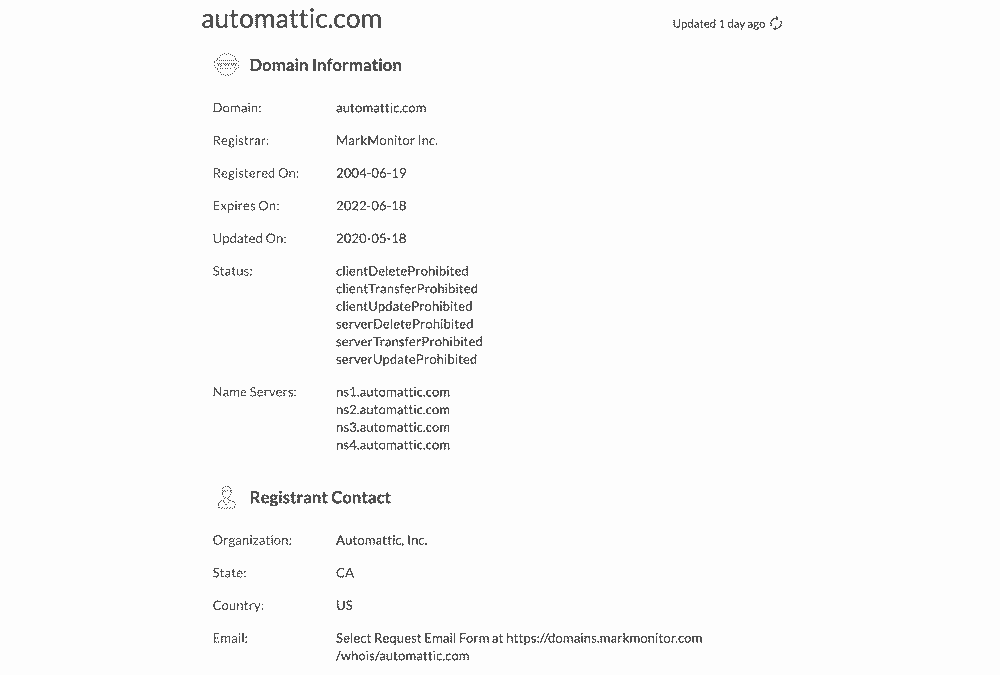 automattic.com
Updated 1 day ago
Domain Information
Domain: automattic.com
Registrar: MarkMonitor Inc.
Registered On: 2004-06-19
Expires On: 2022-06-18
Updated On: 2020-05-18
Status: clientDeleteProhibited
clientTransferProhibited
clientUpdateProhibited
serverDeleteProhibited
serverTransferProhibited
serverUpdateProhibited
Name Servers: ns1.automattic.com
ns2.automattic.com
ns3.automattic.com
ns4.automattic.com
Registrant Contact
Organization: Automattic, Inc.
State: CA
Country: US
Email: Select Request Email Form at https://domains.markmonitor.com
/whois/automattic.com